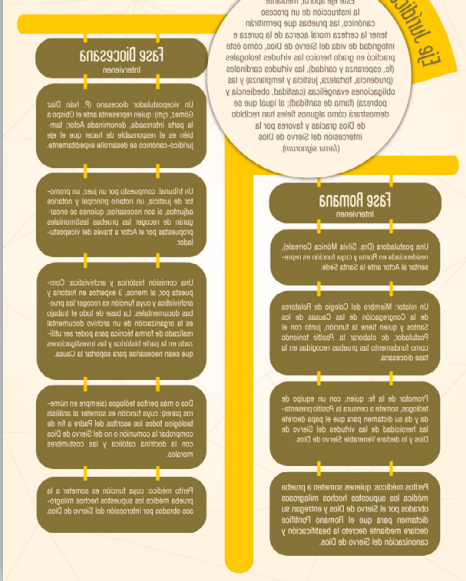 Eje Jurídic
Este eje aporta, mediante
la instrucción de un proceso
canónico, las pruebas que permitirán
tener la certeza moral acerca de la pureza e
integridad de vida del Siervo de Dios, cómo éste
practicó en grado heroico las virtudes teologales
(fe, esperanza y caridad), las virtudes cardinales
(prudencia, fortaleza, justicia y templanza) y las
obligaciones evangélicas (castidad, obediencia y
pobreza) (fama de santidad); al igual que se
demostrará cómo algunos fieles han recibido
de Dios gracias y favores por la
intercesión del Siervo de Dios
(fama signorum).
Fase Diocesana
Intervienen
Un vicepostulador diocesano (P. Iván Díaz
Gómez, cjm): quien representa ante el Obispo a
la parte interesada, denominada Actor; tam-
bién es el responsable de hacer que el eje
jurídico-canónico se desarrolle expeditamente.
Un tribunal, compuesto por un juez, un promo-
tor de justicia, un notario principal y notarios
adjuntos, si son necesarios; quienes se encar-
garán de recoger las pruebas testimoniales
propuestas por el Actor a través del vicepostu-
lador.
Una comisión histórica y archivística: Com-
puesta por, al menos, 3 expertos en historia y
archivística y cuya función es recoger las prue-
bas documentales. La base de todo el trabajo
es la organización de un archivo documental
realizado de forma técnica para poder ser utili-
zado en la parte histórica y las investigaciones
que sean necesarias para soportar la Causa.
Dos o más peritos teólogos (siempre en núme-
ros pares): cuya función es someter al análisis
teológico todos los escritos del Padre a fin de
comprobar la comunión o no del Siervo de Dios
con la doctrina católica y las costumbres
morales.
Perito médico, cuya función es someter a la
prueba médica los supuestos hechos milagro-
sos obrados por intercesión del Siervo de Dios.
Fase Romana
Intervienen
Una postuladora (Dra. Silvia Mónica Correale),
residenciada en Roma y cuya función es repre-
sentar al Actor ante la Santa Sede.
Un relator: Miembro del Colegio de Relatores
de la Congregación de las Causas de los
Santos y quien tiene la función, junto con el
Postulador, de elaborar la Positio teniendo
como fundamento las pruebas recogidas en la
fase diocesana.
Promotor de la fe: quien, con un equipo de
teólogos, somete a censura la Positio presenta-
da y da su dictamen para que el papa decrete
las heroicidad de las virtudes del Siervo de
Dios y lo declare Venerable Siervo de Dios.
Peritos médicos: quienes someten a prueba
médica los supuestos hechos milagrosos
obrados por el Siervo de Dios y entregan su
dictamen para que el Romano Pontífice
declare mediante decreto la beatificación y
canonización del Siervo de Dios.